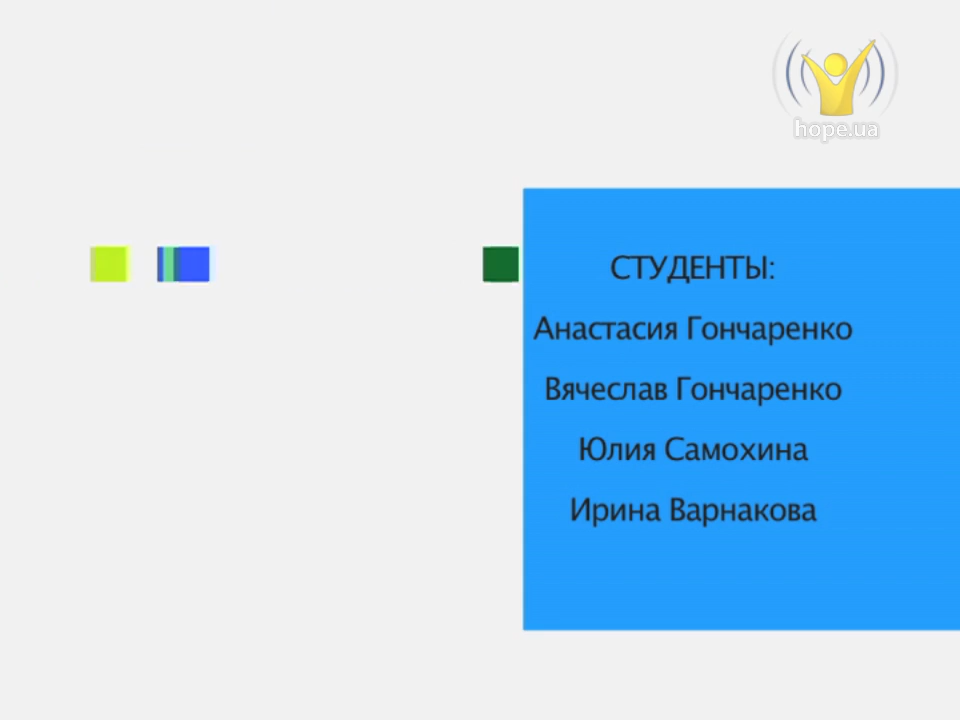 hope.ua
СТУДЕНТЫ:
Анастасия Гончаренко
Вячеслав Гончаренко
Юлия Самохина
Ирина Варнакова